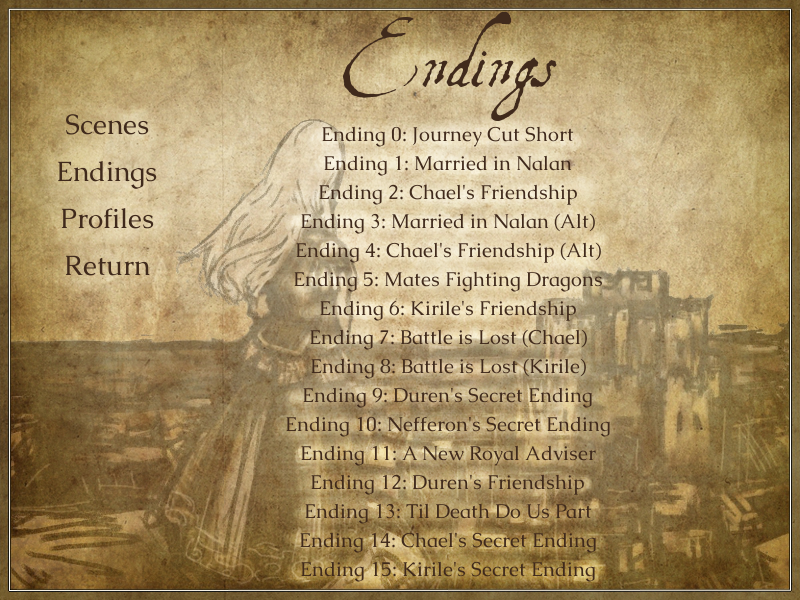 Endings
Scenes
Endings
Profiles
Return
Ending 0: Journey Cut Short
Ending 1: Married in Nalan
Ending 2: Chael's Friendship
Ending 3: Married in Nalan (Alt)
Ending 4: Chael's Friendship (Alt)
Ending 5: Mates Fighting Dragons
Ending 6: Kirile's Friendship
Ending 7: Battle is Lost (Chael)
Ending 8: Battle is Lost (Kirile)
Ending 9: Duren's Secret Ending
Ending 10: Nefferon's Secret Ending
Ending 11: A New Royal Adviser
Ending 12: Duren's Friendship
Ending 13: Til Death Do Us Part
Ending 14: Chael's Secret Ending
Ending 15: Kirile's Secret Ending